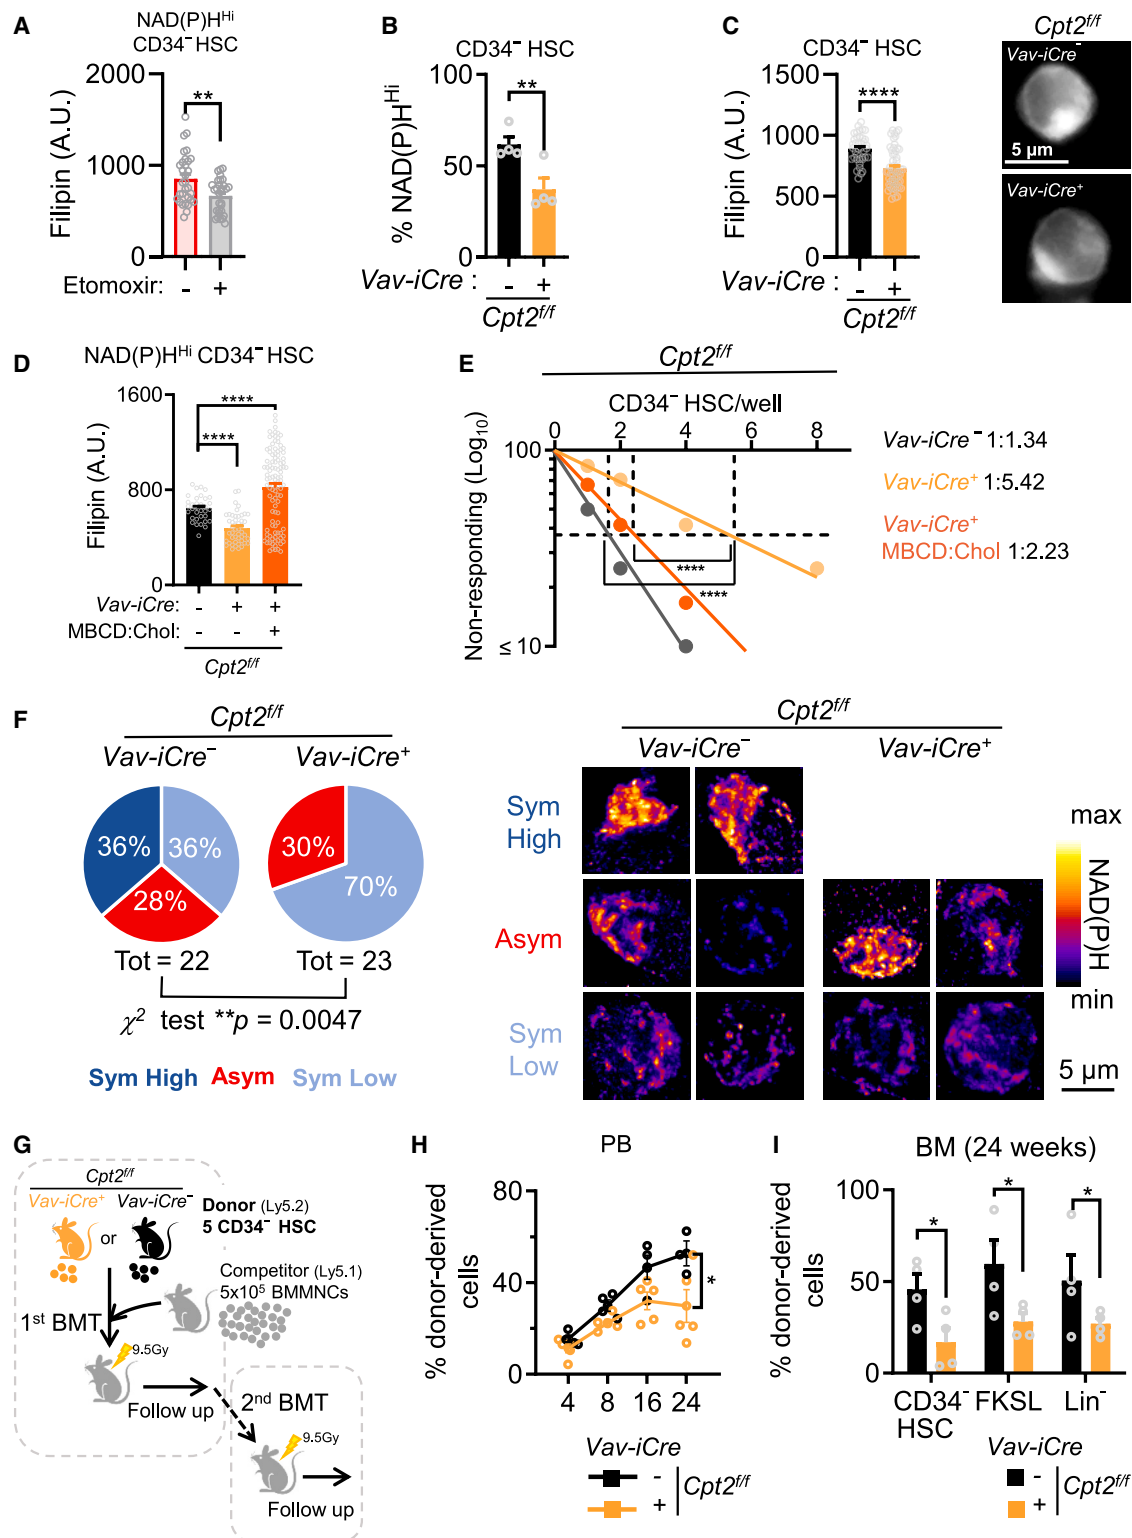 A
NAD(P)H^Hi
CD34⁻ HSC
2000
1000
0
Filipin (A.U.)
**
Etomoxir: - +
B
CD34⁻ HSC
100
50
0
% NAD(P)H^Hi
**
Vav-iCre : - +
Cpt2^f/f
C
CD34⁻ HSC
1500
1000
500
0
Filipin (A.U.)
****
Vav-iCre : - +
Cpt2^f/f
Cpt2^f/f
Vav-iCre⁻
5 µm
Vav-iCre⁺
D
NAD(P)H^Hi CD34⁻ HSC
1600
800
0
Filipin (A.U.)
****
****
Vav-iCre: - + +
MBCD:Chol: - - +
Cpt2^f/f
E
Cpt2^f/f
CD34⁻ HSC/well
0 2 4 6 8
100
≤ 10
Non-responding (Log₁₀)
****
****
Vav-iCre⁻ 1:1.34
Vav-iCre⁺ 1:5.42
Vav-iCre⁺
MBCD:Chol 1:2.23
F
Cpt2^f/f
Vav-iCre⁻ Vav-iCre⁺
36% 36%
28%
30%
70%
Tot = 22 Tot = 23
χ² test **p = 0.0047
Sym High Asym Sym Low
Cpt2^f/f
Vav-iCre⁻ Vav-iCre⁺
Sym
High
Asym
Sym
Low
max
NAD(P)H
min
5 µm
G
Cpt2^f/f
Vav-iCre⁺ Vav-iCre⁻
or
Donor (Ly5.2)
5 CD34⁻ HSC
Competitor (Ly5.1)
5x10⁵ BMMNCs
1st BMT
9.5Gy
Follow up
2nd BMT
9.5Gy
Follow up
H
PB
80
40
0
% donor-derived
cells
*
4 8 16 24
Vav-iCre
-
+
Cpt2^f/f
I
BM (24 weeks)
100
50
0
% donor-derived
cells
* * *
CD34⁻ FKSL Lin⁻
HSC
Vav-iCre
-
+
Cpt2^f/f